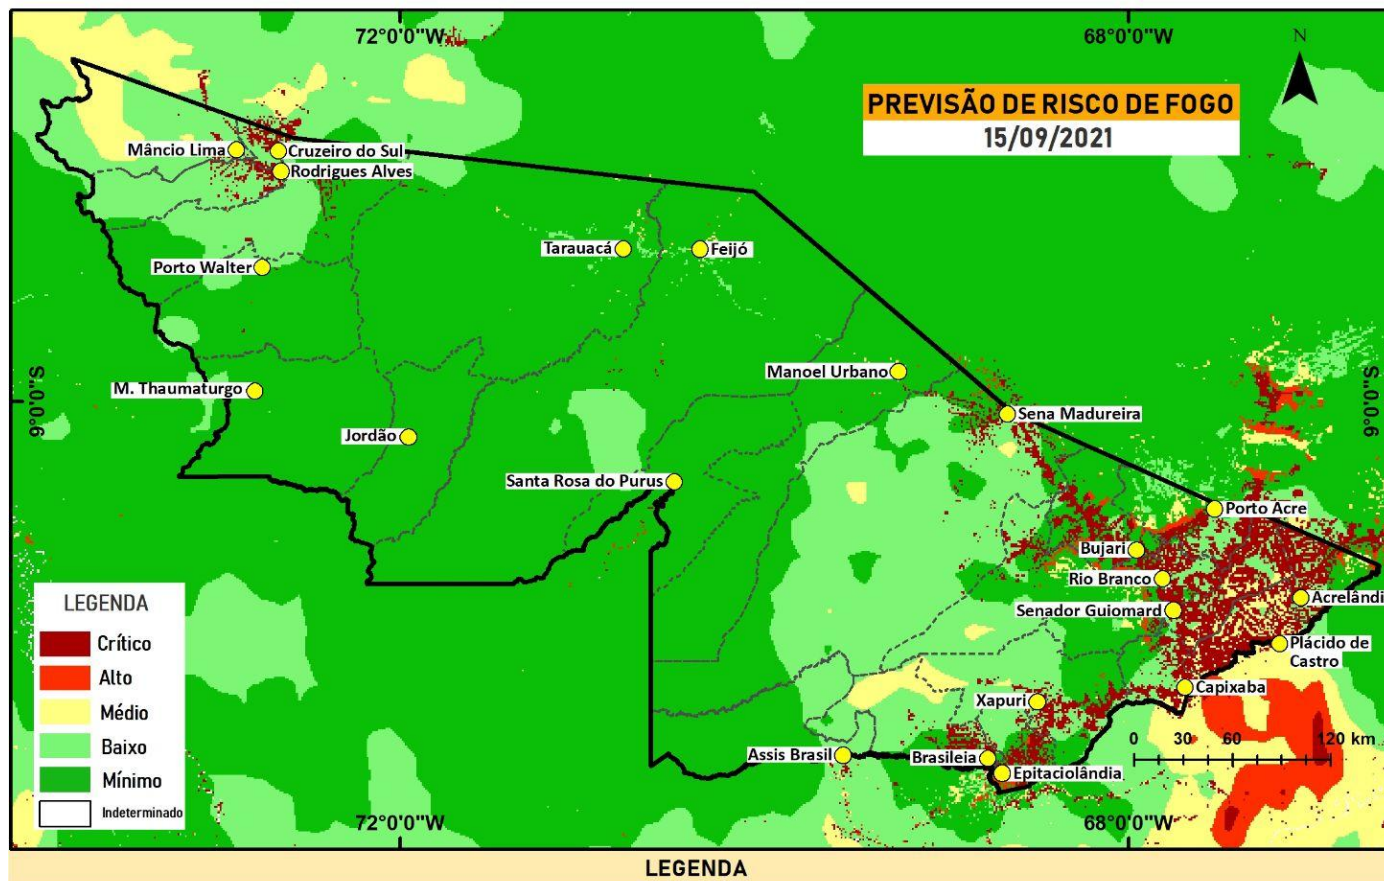 72°0'0"W
68°0'0"W
N
PREVISÃO DE RISCO DE FOGO
15/09/2021
Mâncio Lima
Cruzeiro do Sul
Rodrigues Alves
Tarauacá
Feijó
Porto Walter
Manoel Urbano
M. Thaumaturgo
9°0'0"S
9°0'0"S
Sena Madureira
Jordão
Santa Rosa do Purus
Porto Acre
Bujari
Rio Branco
Acrelândi
Senador Guiomard
Plácido de
Castro
Capixaba
Xapuri
Assis Brasil
Brasileia
Epitaciolândia
0 30 60 120 km
LEGENDA
Crítico
Alto
Médio
Baixo
Mínimo
Indeterminado
72°0'0"W
68°0'0"W
LEGENDA